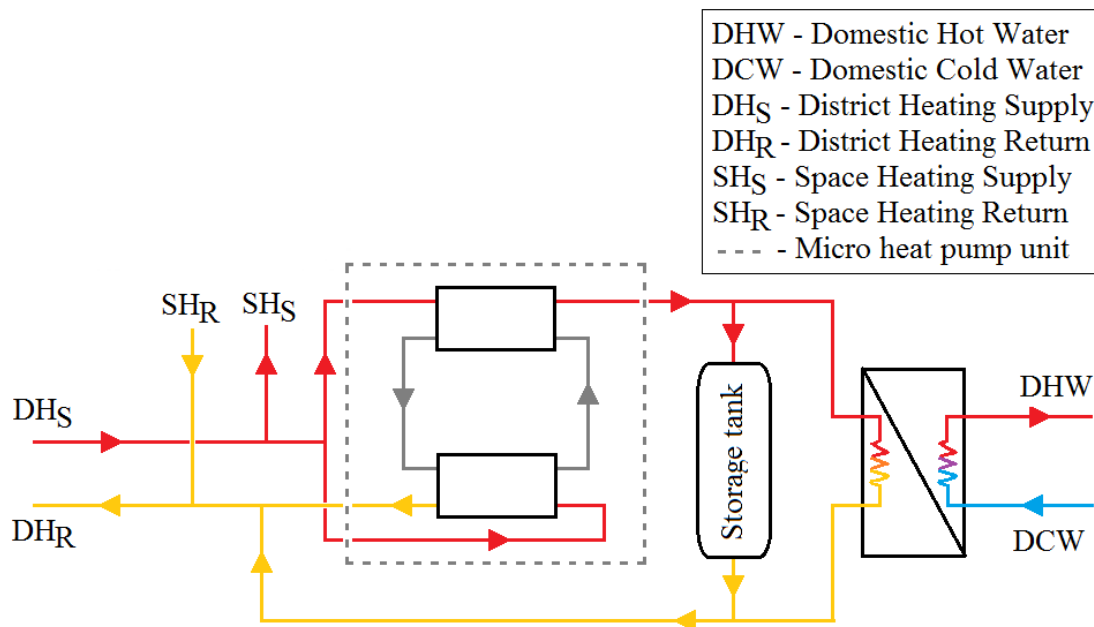 DHW - Domestic Hot Water
DCW - Domestic Cold Water
DHS - District Heating Supply
DHR - District Heating Return
SHS - Space Heating Supply
SHR - Space Heating Return
- Micro heat pump unit
SHR
SHS
DHS
DHR
Storage tank
DHW
DCW